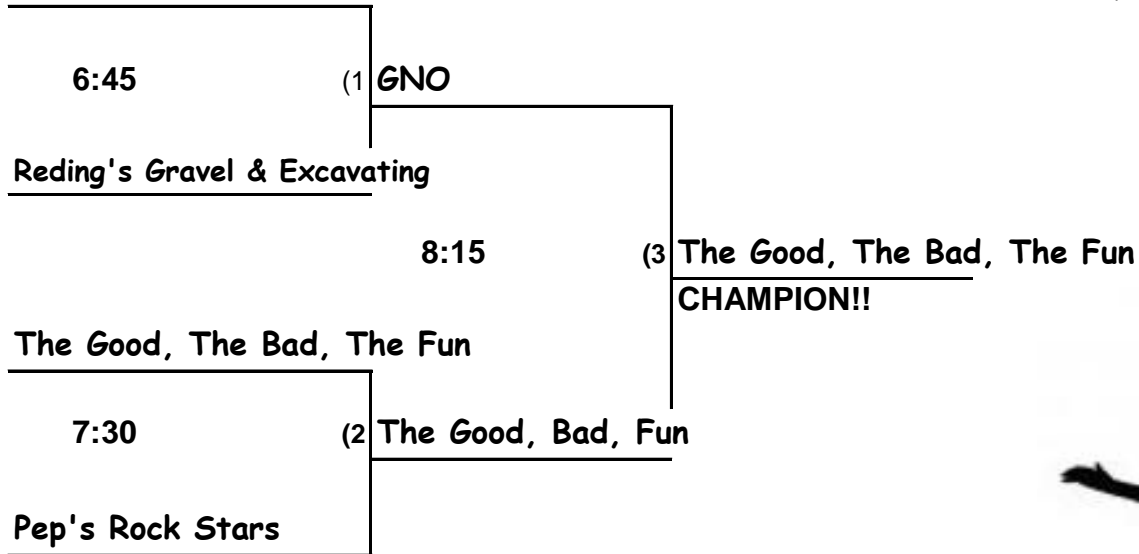 6:45 (1 GNO
Reding's Gravel & Excavating
8:15 (3 The Good, The Bad, The Fun
CHAMPION!!
The Good, The Bad, The Fun
7:30 (2 The Good, Bad, Fun
Pep's Rock Stars